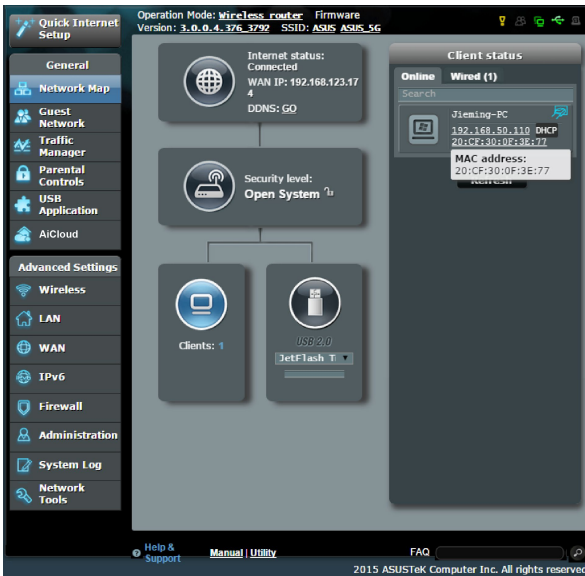 Quick Internet
Setup
Operation Mode: Wireless router Firmware
Version: 3.0.0.4.376_3792 SSID: ASUS ASUS_5G
General
Network Map
Guest
Network
Traffic
Manager
Parental
Controls
USB
Application
AiCloud
Advanced Settings
Wireless
LAN
WAN
IPv6
Firewall
Administration
System Log
Network
Tools
Internet status:
Connected
WAN IP: 192.168.123.17
4
DDNS: GO
Security level:
Open System
Clients: 1
USB 2.0
JetFlash T
Client status
Online Wired (1)
Search
Jieming-PC
192.168.50.110 DHCP
20:CF:30:0F:3E:77
MAC address:
20:CF:30:0F:3E:77
Refresh
Help &
Support
Manual | Utility
FAQ
2015 ASUSTeK Computer Inc. All rights reserved